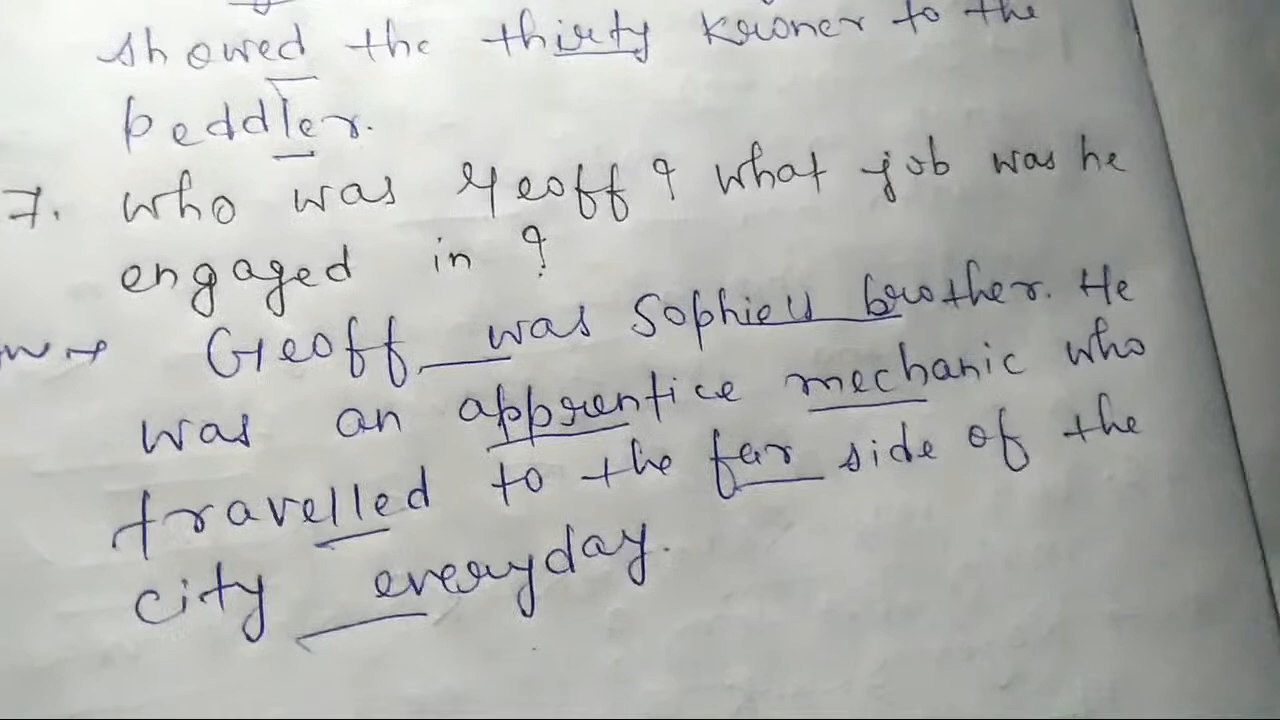 showed the thirty kroner to the
peddler.
7. who was Geoff ? what job was he
engaged in ?
Geoff was Sophie's brother. He
was an apprentice mechanic who
travelled to the far side of the
city everyday.